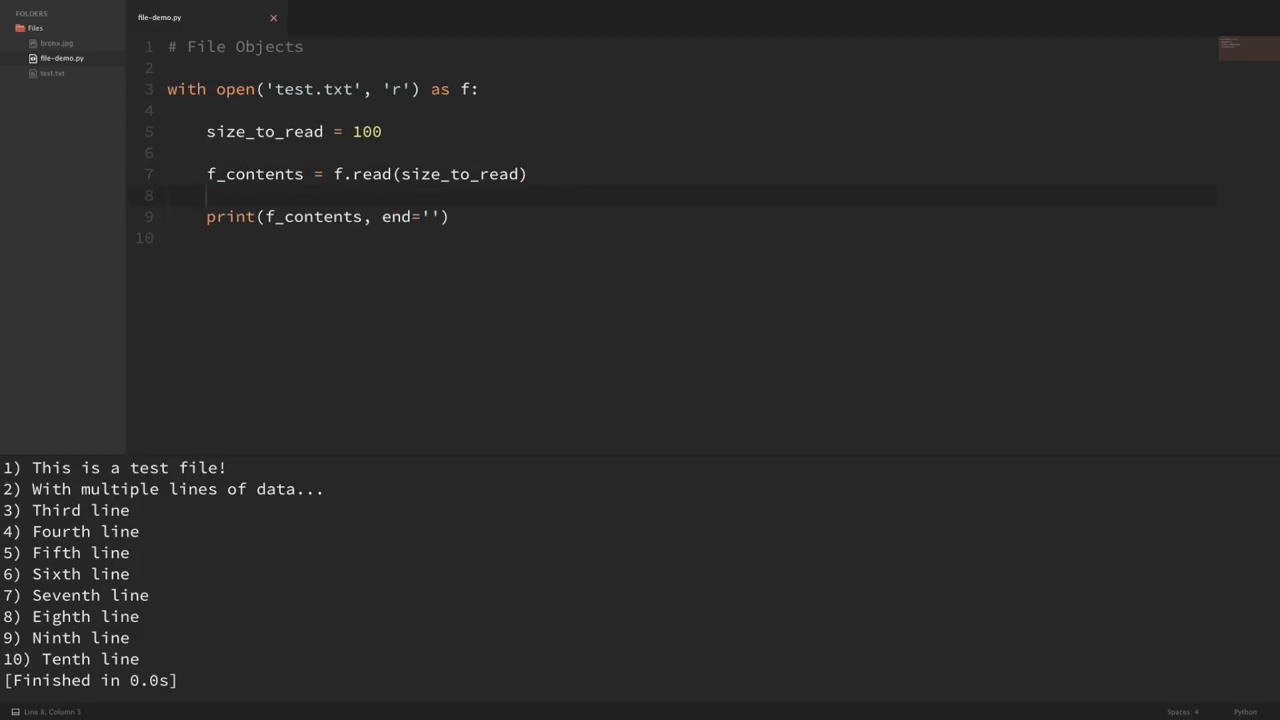 FOLDERS
Files
bronx.jpg
file-demo.py
test.txt
file-demo.py ×
1 # File Objects
2
3 with open('test.txt', 'r') as f:
4
5 size_to_read = 100
6
7 f_contents = f.read(size_to_read)
8
9 print(f_contents, end='')
10
1) This is a test file!
2) With multiple lines of data...
3) Third line
4) Fourth line
5) Fifth line
6) Sixth line
7) Seventh line
8) Eighth line
9) Ninth line
10) Tenth line
[Finished in 0.0s]
Line 8, Column 5
Spaces: 4
Python